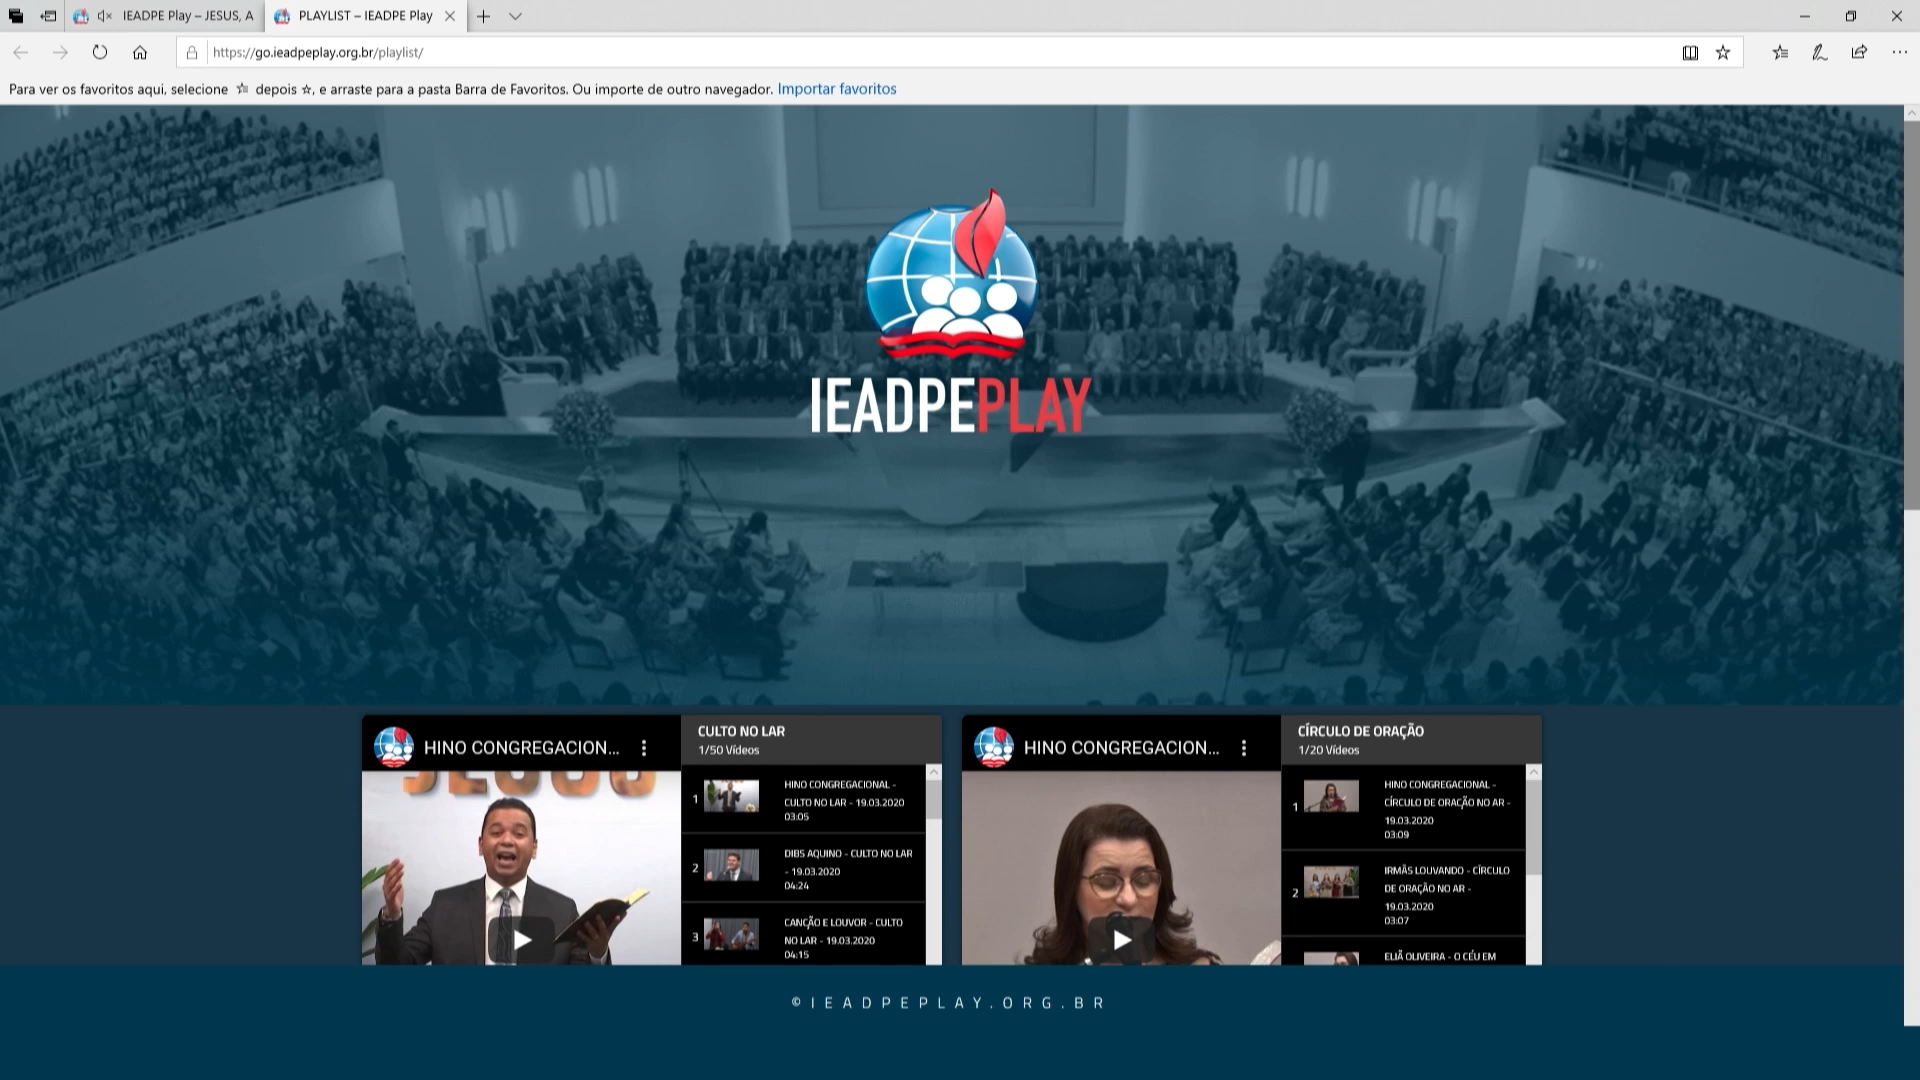 IEADPE Play – JESUS, A
PLAYLIST – IEADPE Play
https://go.ieadpeplay.org.br/playlist/
Para ver os favoritos aqui, selecione depois ☆, e arraste para a pasta Barra de Favoritos. Ou importe de outro navegador. Importar favoritos
IEADPEPLAY
HINO CONGREGACION...
CULTO NO LAR
1/50 Vídeos
1
HINO CONGREGACIONAL -
CULTO NO LAR - 19.03.2020
03:05
2
DIBS AQUINO - CULTO NO LAR
- 19.03.2020
04:24
3
CANÇÃO E LOUVOR - CULTO
NO LAR - 19.03.2020
04:15
HINO CONGREGACION...
CÍRCULO DE ORAÇÃO
1/20 Vídeos
1
HINO CONGREGACIONAL -
CÍRCULO DE ORAÇÃO NO AR -
19.03.2020
03:09
2
IRMÃS LOUVANDO - CÍRCULO
DE ORAÇÃO NO AR -
19.03.2020
03:07
ELIÃ OLIVEIRA - O CÉU EM
© IEADPEPLAY.ORG.BR